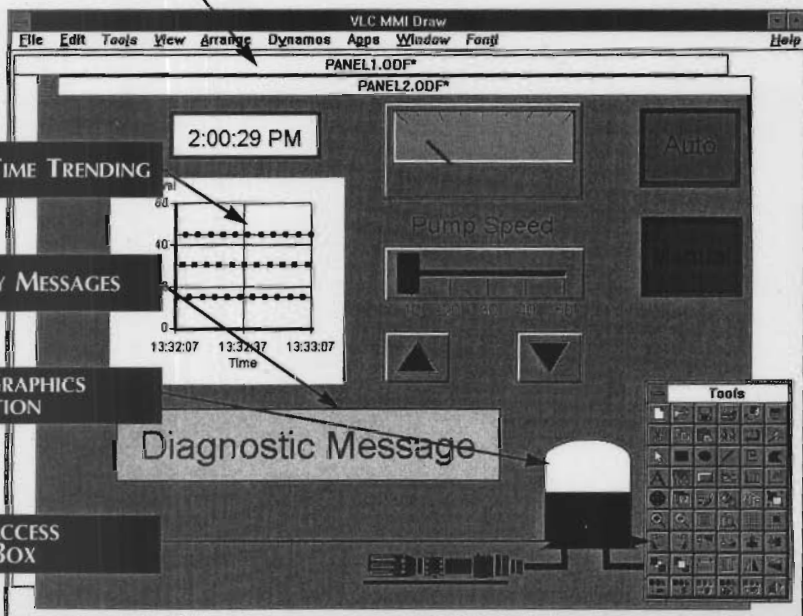 VLC MMI Draw
File Edit Tools View Arrange Dynamos Apps Window Font Help
PANEL1.ODF*
PANEL2.ODF*
2:00:29 PM
Auto
TIME TRENDING
60
40
20
0
13:32:07 13:32:37 13:33:07
Time
Pump Speed
Manual
MESSAGES
GRAPHICS
Diagnostic Message
Tools
BOX